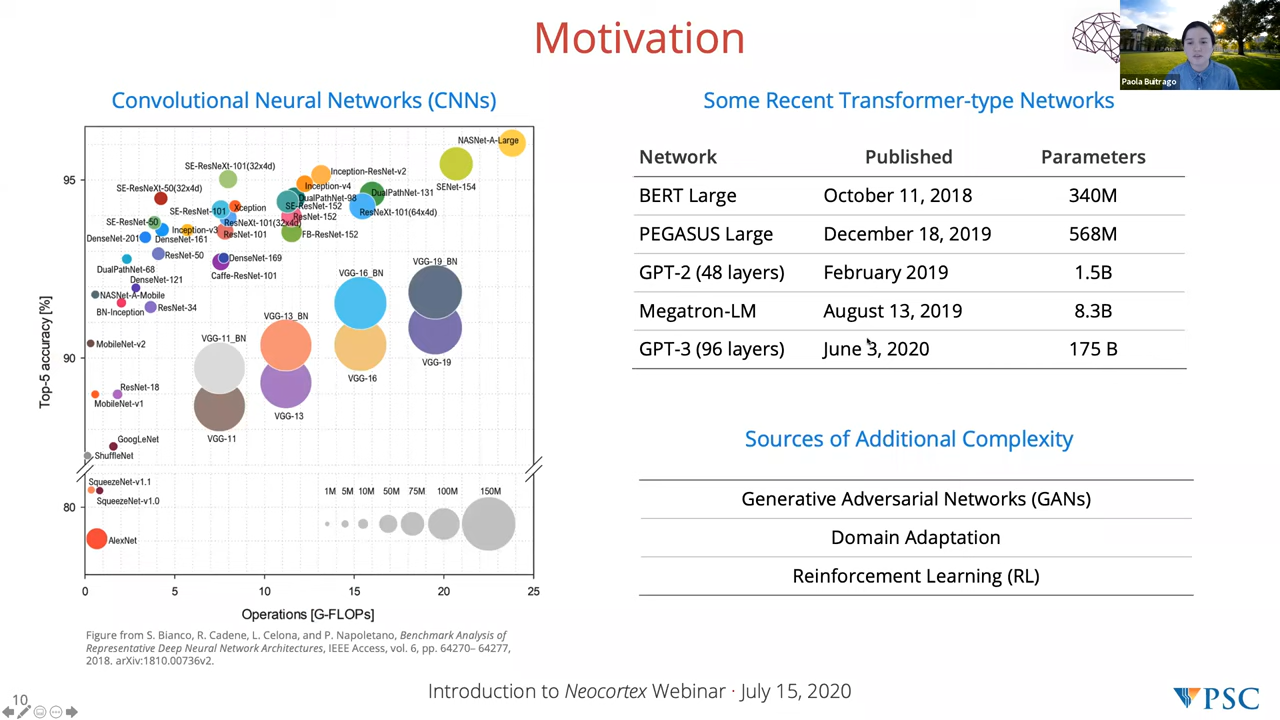 Motivation
Paola Buitrago
Convolutional Neural Networks (CNNs)
Top-5 accuracy [%]
95
90
80
NASNet-A-Large
SE-ResNeXt-101(32x4d)
Inception-ResNet-v2
SENet-154
SE-ResNeXt-50(32x4d)
Inception-v4
DualPathNet-131
DualPathNet-98
SE-ResNet-101
Xception
SE-ResNet-152
ResNeXt-101(64x4d)
ResNet-152
SE-ResNet-50
ResNeXt-101(32x4d)
Inception-v3
ResNet-101
FB-ResNet-152
DenseNet-201
DenseNet-161
ResNet-50
DenseNet-169
DualPathNet-68
Caffe-ResNet-101
DenseNet-121
VGG-16_BN
VGG-19_BN
NASNet-A-Mobile
BN-Inception
ResNet-34
VGG-13_BN
VGG-11_BN
MobileNet-v2
VGG-19
VGG-16
ResNet-18
MobileNet-v1
VGG-13
VGG-11
GoogLeNet
ShuffleNet
SqueezeNet-v1.1
SqueezeNet-v1.0
AlexNet
1M 5M 10M 50M 75M 100M 150M
0 5 10 15 20 25
Operations [G-FLOPs]
Figure from S. Bianco, R. Cadene, L. Celona, and P. Napoletano, Benchmark Analysis of
Representative Deep Neural Network Architectures, IEEE Access, vol. 6, pp. 64270– 64277,
2018. arXiv:1810.00736v2.
Some Recent Transformer-type Networks
Network Published Parameters
BERT Large October 11, 2018 340M
PEGASUS Large December 18, 2019 568M
GPT-2 (48 layers) February 2019 1.5B
Megatron-LM August 13, 2019 8.3B
GPT-3 (96 layers) June 3, 2020 175 B
Sources of Additional Complexity
Generative Adversarial Networks (GANs)
Domain Adaptation
Reinforcement Learning (RL)
10
Introduction to Neocortex Webinar · July 15, 2020
PSC